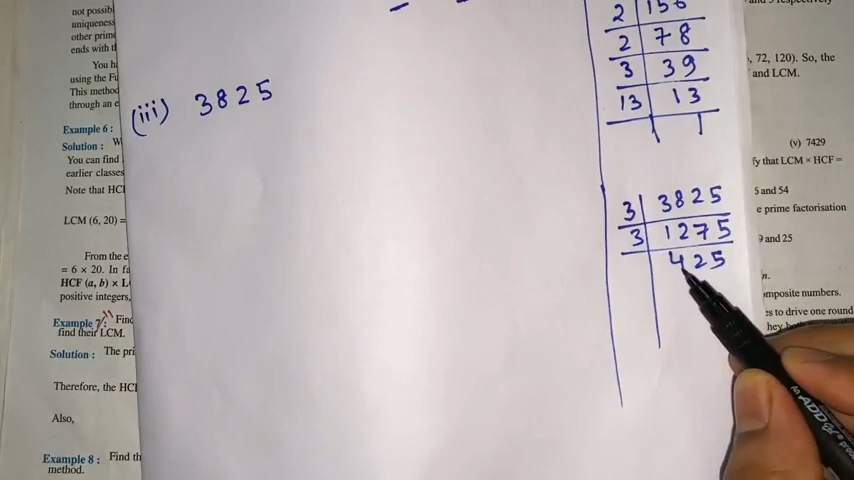 not possib
uniqueness
other prime
ends with t
You h
using the Fu
This method
through an e
Example 6 :
Solution : W
You can find
earlier classes
Note that HC
LCM (6, 20) =
From the e
= 6 × 20. In fa
HCF (a, b) × L
positive integers,
Example 7 : Find
find their LCM.
Solution : The pri
Therefore, the HC
Also,
Example 8 : Find th
method.
(iii) 3825
2 156
2 78
3 39
13 13
1
3 3825
3 1275
425
and 5 respectively
, 72, 120). So, the
and LCM.
(v) 7429
fy that LCM × HCF =
5 and 54
e prime factorisation
9 and 25
n.
omposite numbers.
es to drive one round
hey both
ADD